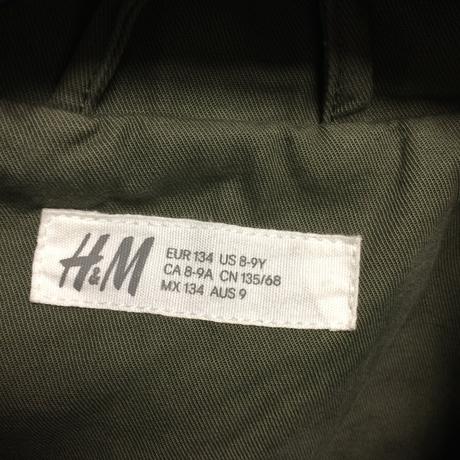 H&M
EUR 134 US 8-9Y
CA 8-9A CN 135/68
MX 134 AUS 9